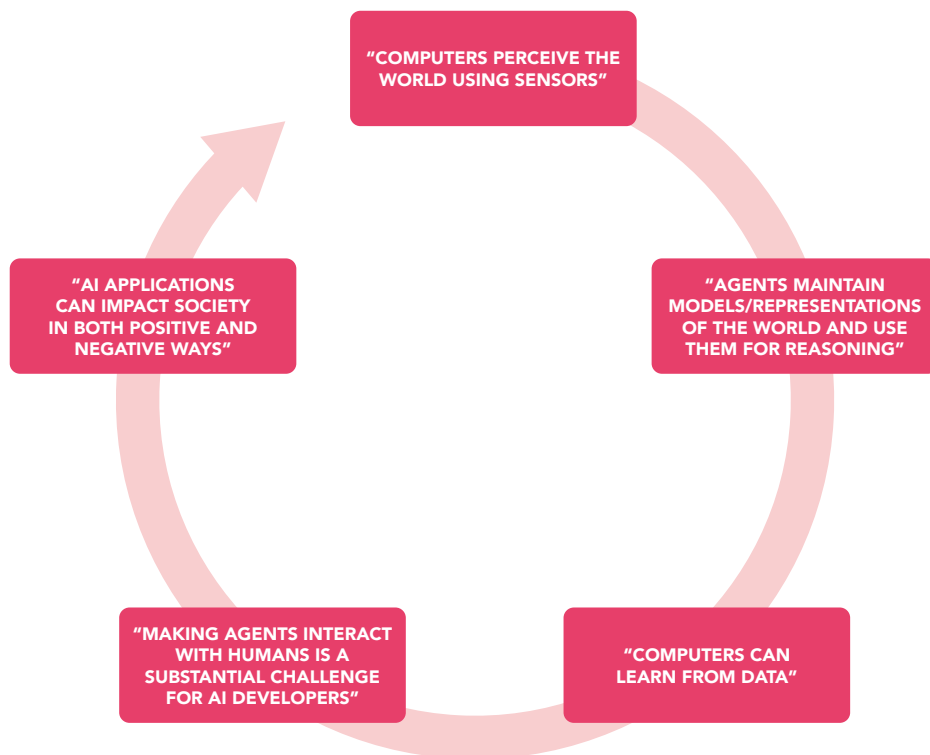 "COMPUTERS PERCEIVE THE
WORLD USING SENSORS"
"AGENTS MAINTAIN
MODELS/REPRESENTATIONS
OF THE WORLD AND USE
THEM FOR REASONING"
"COMPUTERS CAN
LEARN FROM DATA"
"MAKING AGENTS INTERACT
WITH HUMANS IS A
SUBSTANTIAL CHALLENGE
FOR AI DEVELOPERS"
"AI APPLICATIONS
CAN IMPACT SOCIETY
IN BOTH POSITIVE AND
NEGATIVE WAYS"